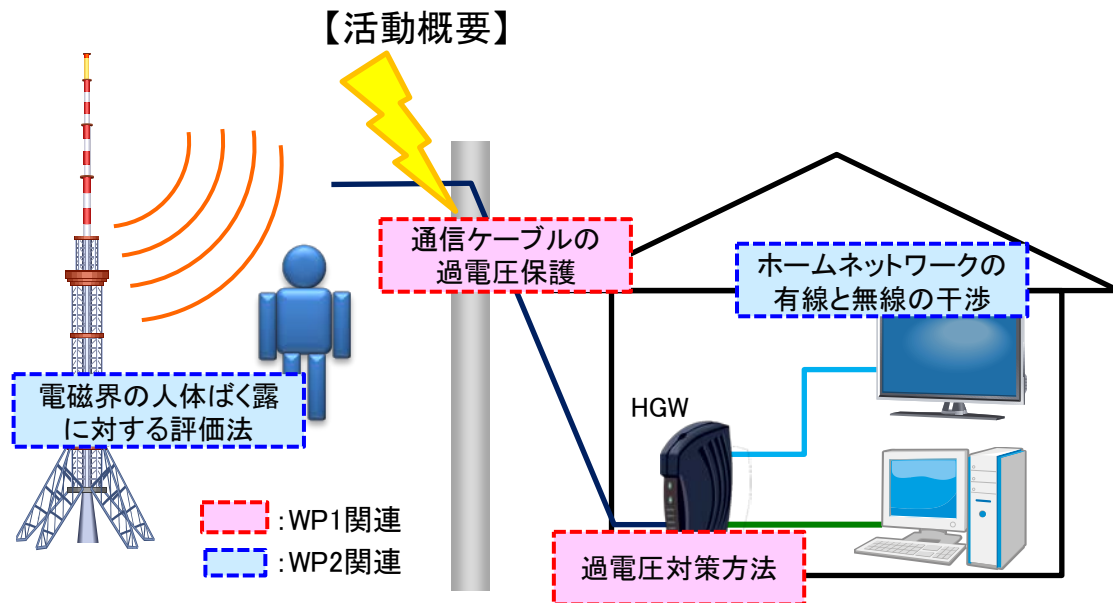 【活動概要】
通信ケーブルの
過電圧保護
ホームネットワークの
有線と無線の干渉
電磁界の人体ばく露
に対する評価法
HGW
:WP1関連
:WP2関連
過電圧対策方法